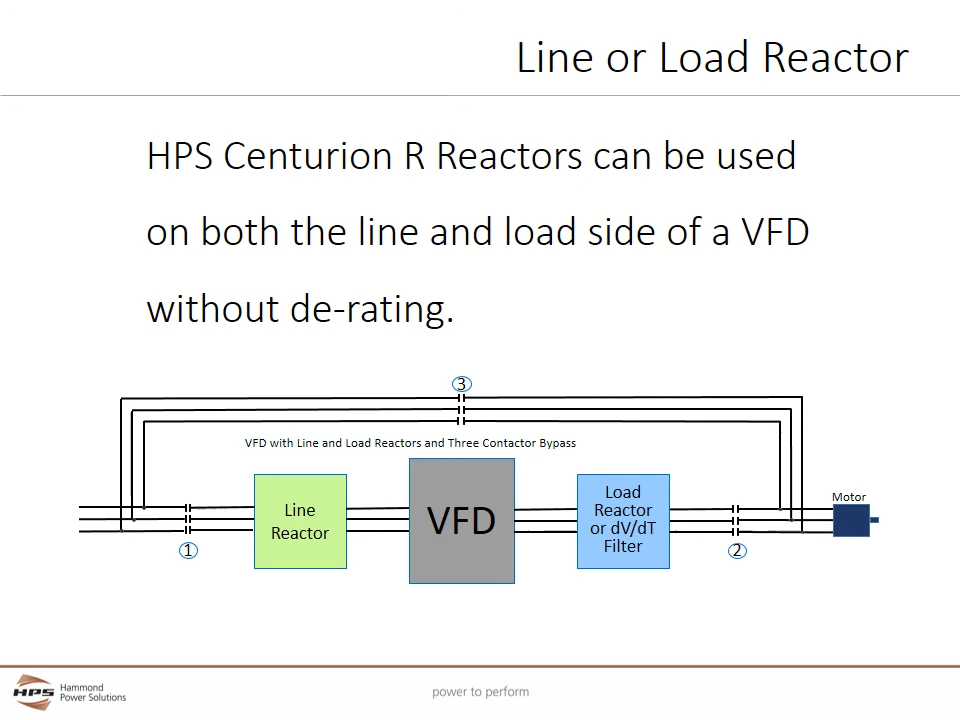 Line or Load Reactor
HPS Centurion R Reactors can be used
on both the line and load side of a VFD
without de-rating.
3
VFD with Line and Load Reactors and Three Contactor Bypass
Line
Reactor
VFD
Load
Reactor
or dV/dT
Filter
Motor
1
2
HPS
Hammond
Power Solutions
power to perform